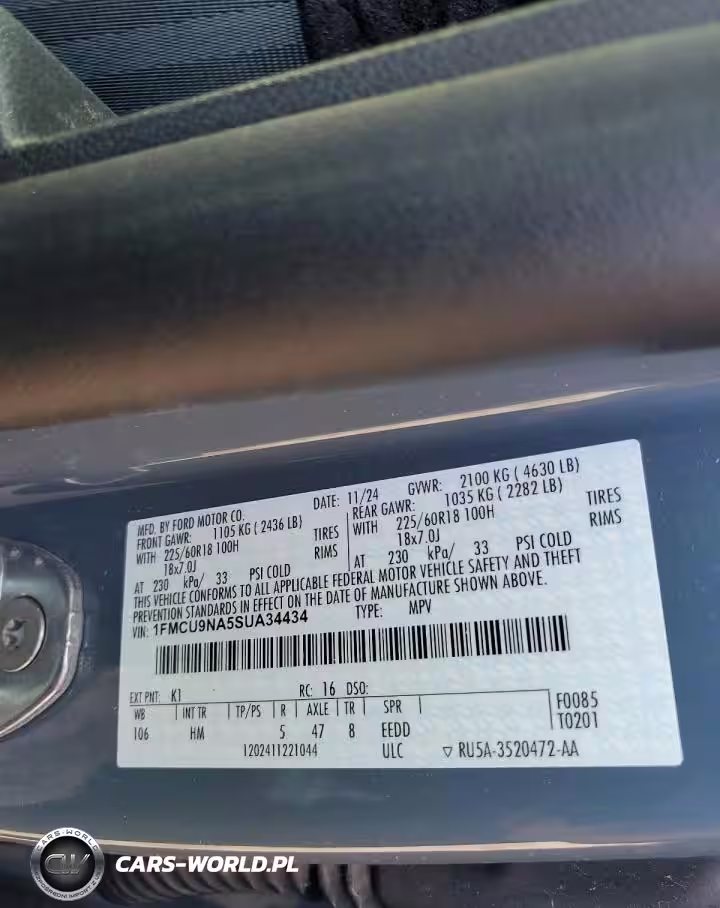 MFD. BY FORD MOTOR CO. DATE: 11/24 GVWR: 2100 KG ( 4630 LB)
FRONT GAWR: 1105 KG ( 2436 LB) REAR GAWR: 1035 KG ( 2282 LB)
WITH 225/60R18 100H TIRES WITH 225/60R18 100H TIRES
18x7.0J RIMS 18x7.0J RIMS
AT 230 kPa/ 33 PSI COLD AT 230 kPa/ 33 PSI COLD
THIS VEHICLE CONFORMS TO ALL APPLICABLE FEDERAL MOTOR VEHICLE SAFETY AND THEFT
PREVENTION STANDARDS IN EFFECT ON THE DATE OF MANUFACTURE SHOWN ABOVE.
VIN: 1FMCU9NA5SUA34434 TYPE: MPV
EXT PNT: K1 RC: 16 DSO:
WB INT TR TP/PS R AXLE TR SPR F0085
106 HM 5 47 8 EEDD T0201
1202411221044 ULC ▽ RU5A-3520472-AA
CARS-WORLD
CW
CARS-WORLD.PL